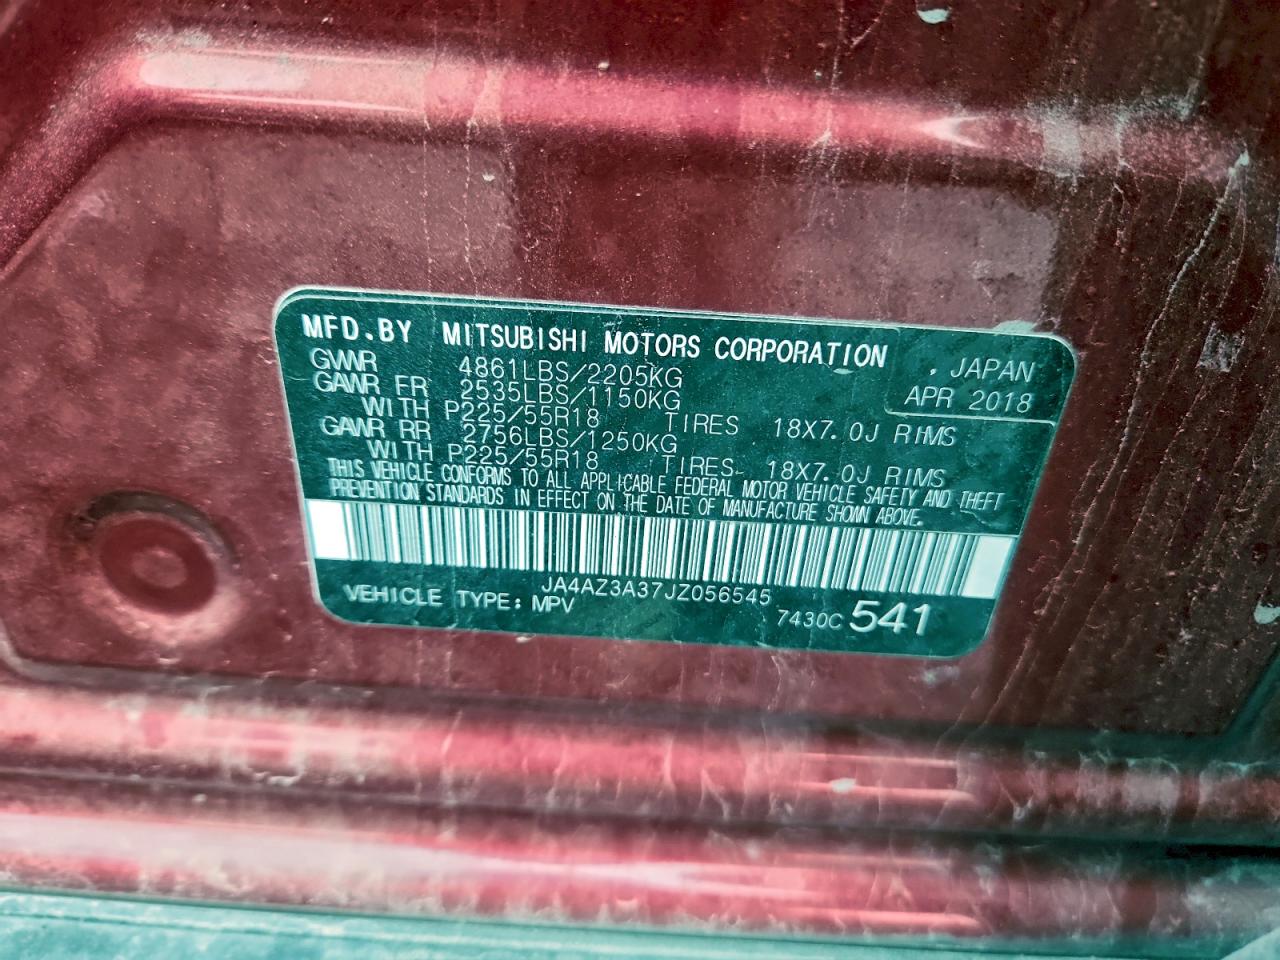 MFD.BY MITSUBISHI MOTORS CORPORATION
. JAPAN
APR 2018
GVWR 4861LBS/2205KG
GAWR FR 2535LBS/1150KG
WITH P225/55R18 TIRES 18X7.0J RIMS
GAWR RR 2756LBS/1250KG
WITH P225/55R18 TIRES 18X7.0J RIMS
THIS VEHICLE CONFORMS TO ALL APPLICABLE FEDERAL MOTOR VEHICLE SAFETY AND THEFT
PREVENTION STANDARDS IN EFFECT ON THE DATE OF MANUFACTURE SHOWN ABOVE.
JA4AZ3A37JZ056545
VEHICLE TYPE: MPV
7430C 541